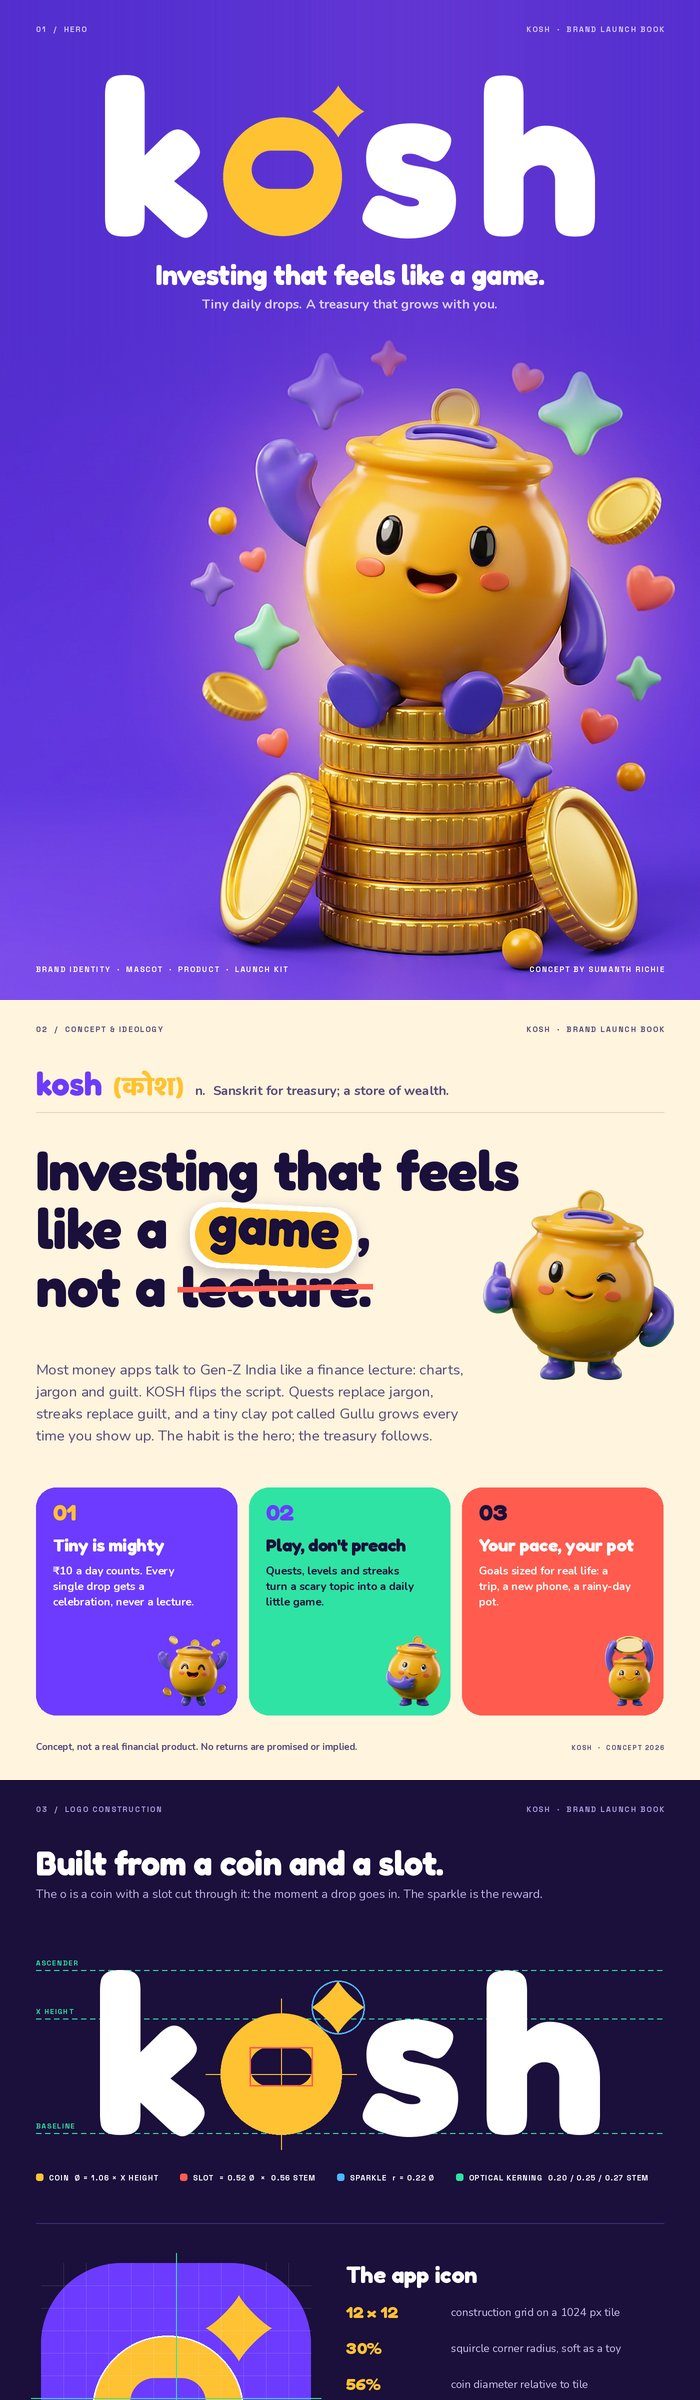 01 / HERO
KOSH · BRAND LAUNCH BOOK
kosh
Investing that feels like a game.
Tiny daily drops. A treasury that grows with you.
BRAND IDENTITY · MASCOT · PRODUCT · LAUNCH KIT
CONCEPT BY SUMANTH RICHIE
02 / CONCEPT & IDEOLOGY
KOSH · BRAND LAUNCH BOOK
kosh (कोश) n. Sanskrit for treasury; a store of wealth.
Investing that feels
like a game,
not a lecture.
Most money apps talk to Gen-Z India like a finance lecture: charts,
jargon and guilt. KOSH flips the script. Quests replace jargon,
streaks replace guilt, and a tiny clay pot called Gullu grows every
time you show up. The habit is the hero; the treasury follows.
01
Tiny is mighty
₹10 a day counts. Every
single drop gets a
celebration, never a lecture.
02
Play, don't preach
Quests, levels and streaks
turn a scary topic into a daily
little game.
03
Your pace, your pot
Goals sized for real life: a
trip, a new phone, a rainy-day
pot.
Concept, not a real financial product. No returns are promised or implied.
KOSH · CONCEPT 2026
03 / LOGO CONSTRUCTION
KOSH · BRAND LAUNCH BOOK
Built from a coin and a slot.
The o is a coin with a slot cut through it: the moment a drop goes in. The sparkle is the reward.
ASCENDER
X HEIGHT
BASELINE
kosh
COIN Ø = 1.06 × X HEIGHT
SLOT = 0.52 Ø × 0.56 STEM
SPARKLE r = 0.22 Ø
OPTICAL KERNING 0.20 / 0.25 / 0.27 STEM
The app icon
12 × 12 construction grid on a 1024 px tile
30% squircle corner radius, soft as a toy
56% coin diameter relative to tile